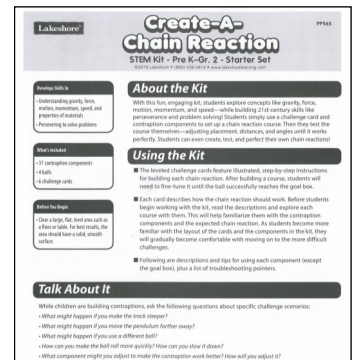 Lakeshore
Create-A-
Chain Reaction
PP565
STEM Kit - Pre K–Gr. 2 - Starter Set
©2018 Lakeshore • (800) 428-4414 • www.lakeshorelearning.com
Develops Skills In
• Understanding gravity, force,
motion, momentum, speed, and
properties of materials
• Persevering to solve problems
What's Included
• 37 contraption components
• 4 balls
• 6 challenge cards
Before You Begin
• Clear a large, flat, level area such as
a floor or table. For best results, the
area should have a solid, smooth
surface.
About the Kit
With this fun, engaging kit, students explore concepts like gravity, force,
motion, momentum, and speed—while building 21st-century skills like
perseverance and problem solving! Students simply use a challenge card and
contraption components to set up a chain reaction course. Then they test the
course themselves—adjusting placement, distances, and angles until it works
perfectly. Students can even create, test, and perfect their own chain reactions!
Using the Kit
■ The leveled challenge cards feature illustrated, step-by-step instructions
for building each chain reaction. After building a course, students will
need to fine-tune it until the ball successfully reaches the goal box.
■ Each card describes how the chain reaction should work. Before students
begin working with the kit, read the descriptions and explore each
course with them. This will help familiarize them with the contraption
components and the expected chain reaction. As students become more
familiar with the layout of the cards and the components in the kit, they
will gradually become comfortable with moving on to the more difficult
challenges.
■ Following are descriptions and tips for using each component (except
the goal box), plus a list of troubleshooting pointers.
Talk About It
While children are building contraptions, ask the following questions about specific challenge scenarios:
• What might happen if you make the track steeper?
• What might happen if you move the pendulum farther away?
• What might happen if you use a different ball?
• How can you make the ball roll more quickly? How can you slow it down?
• What component might you adjust to make the contraption work better? How will you adjust it?